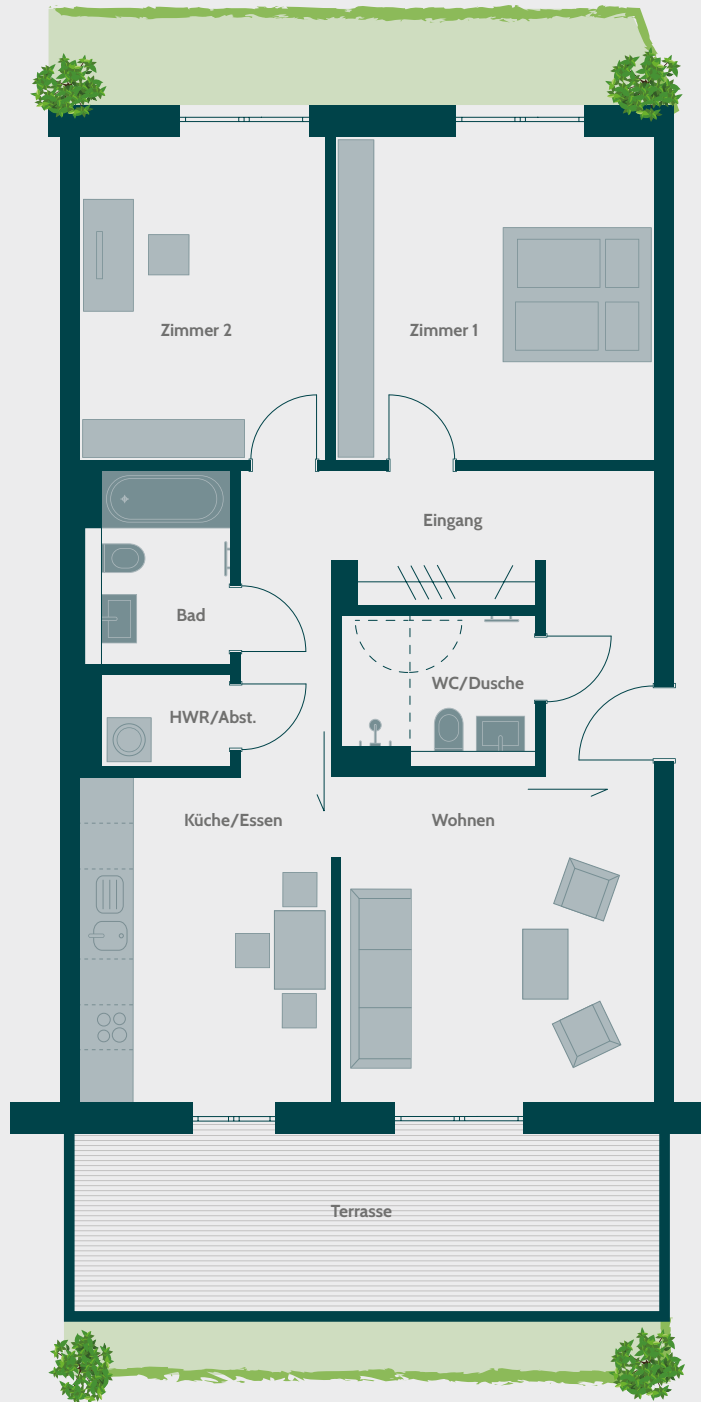 Zimmer 2
Zimmer 1
Eingang
Bad
WC/Dusche
HWR/Abst.
Küche/Essen
Wohnen
Terrasse